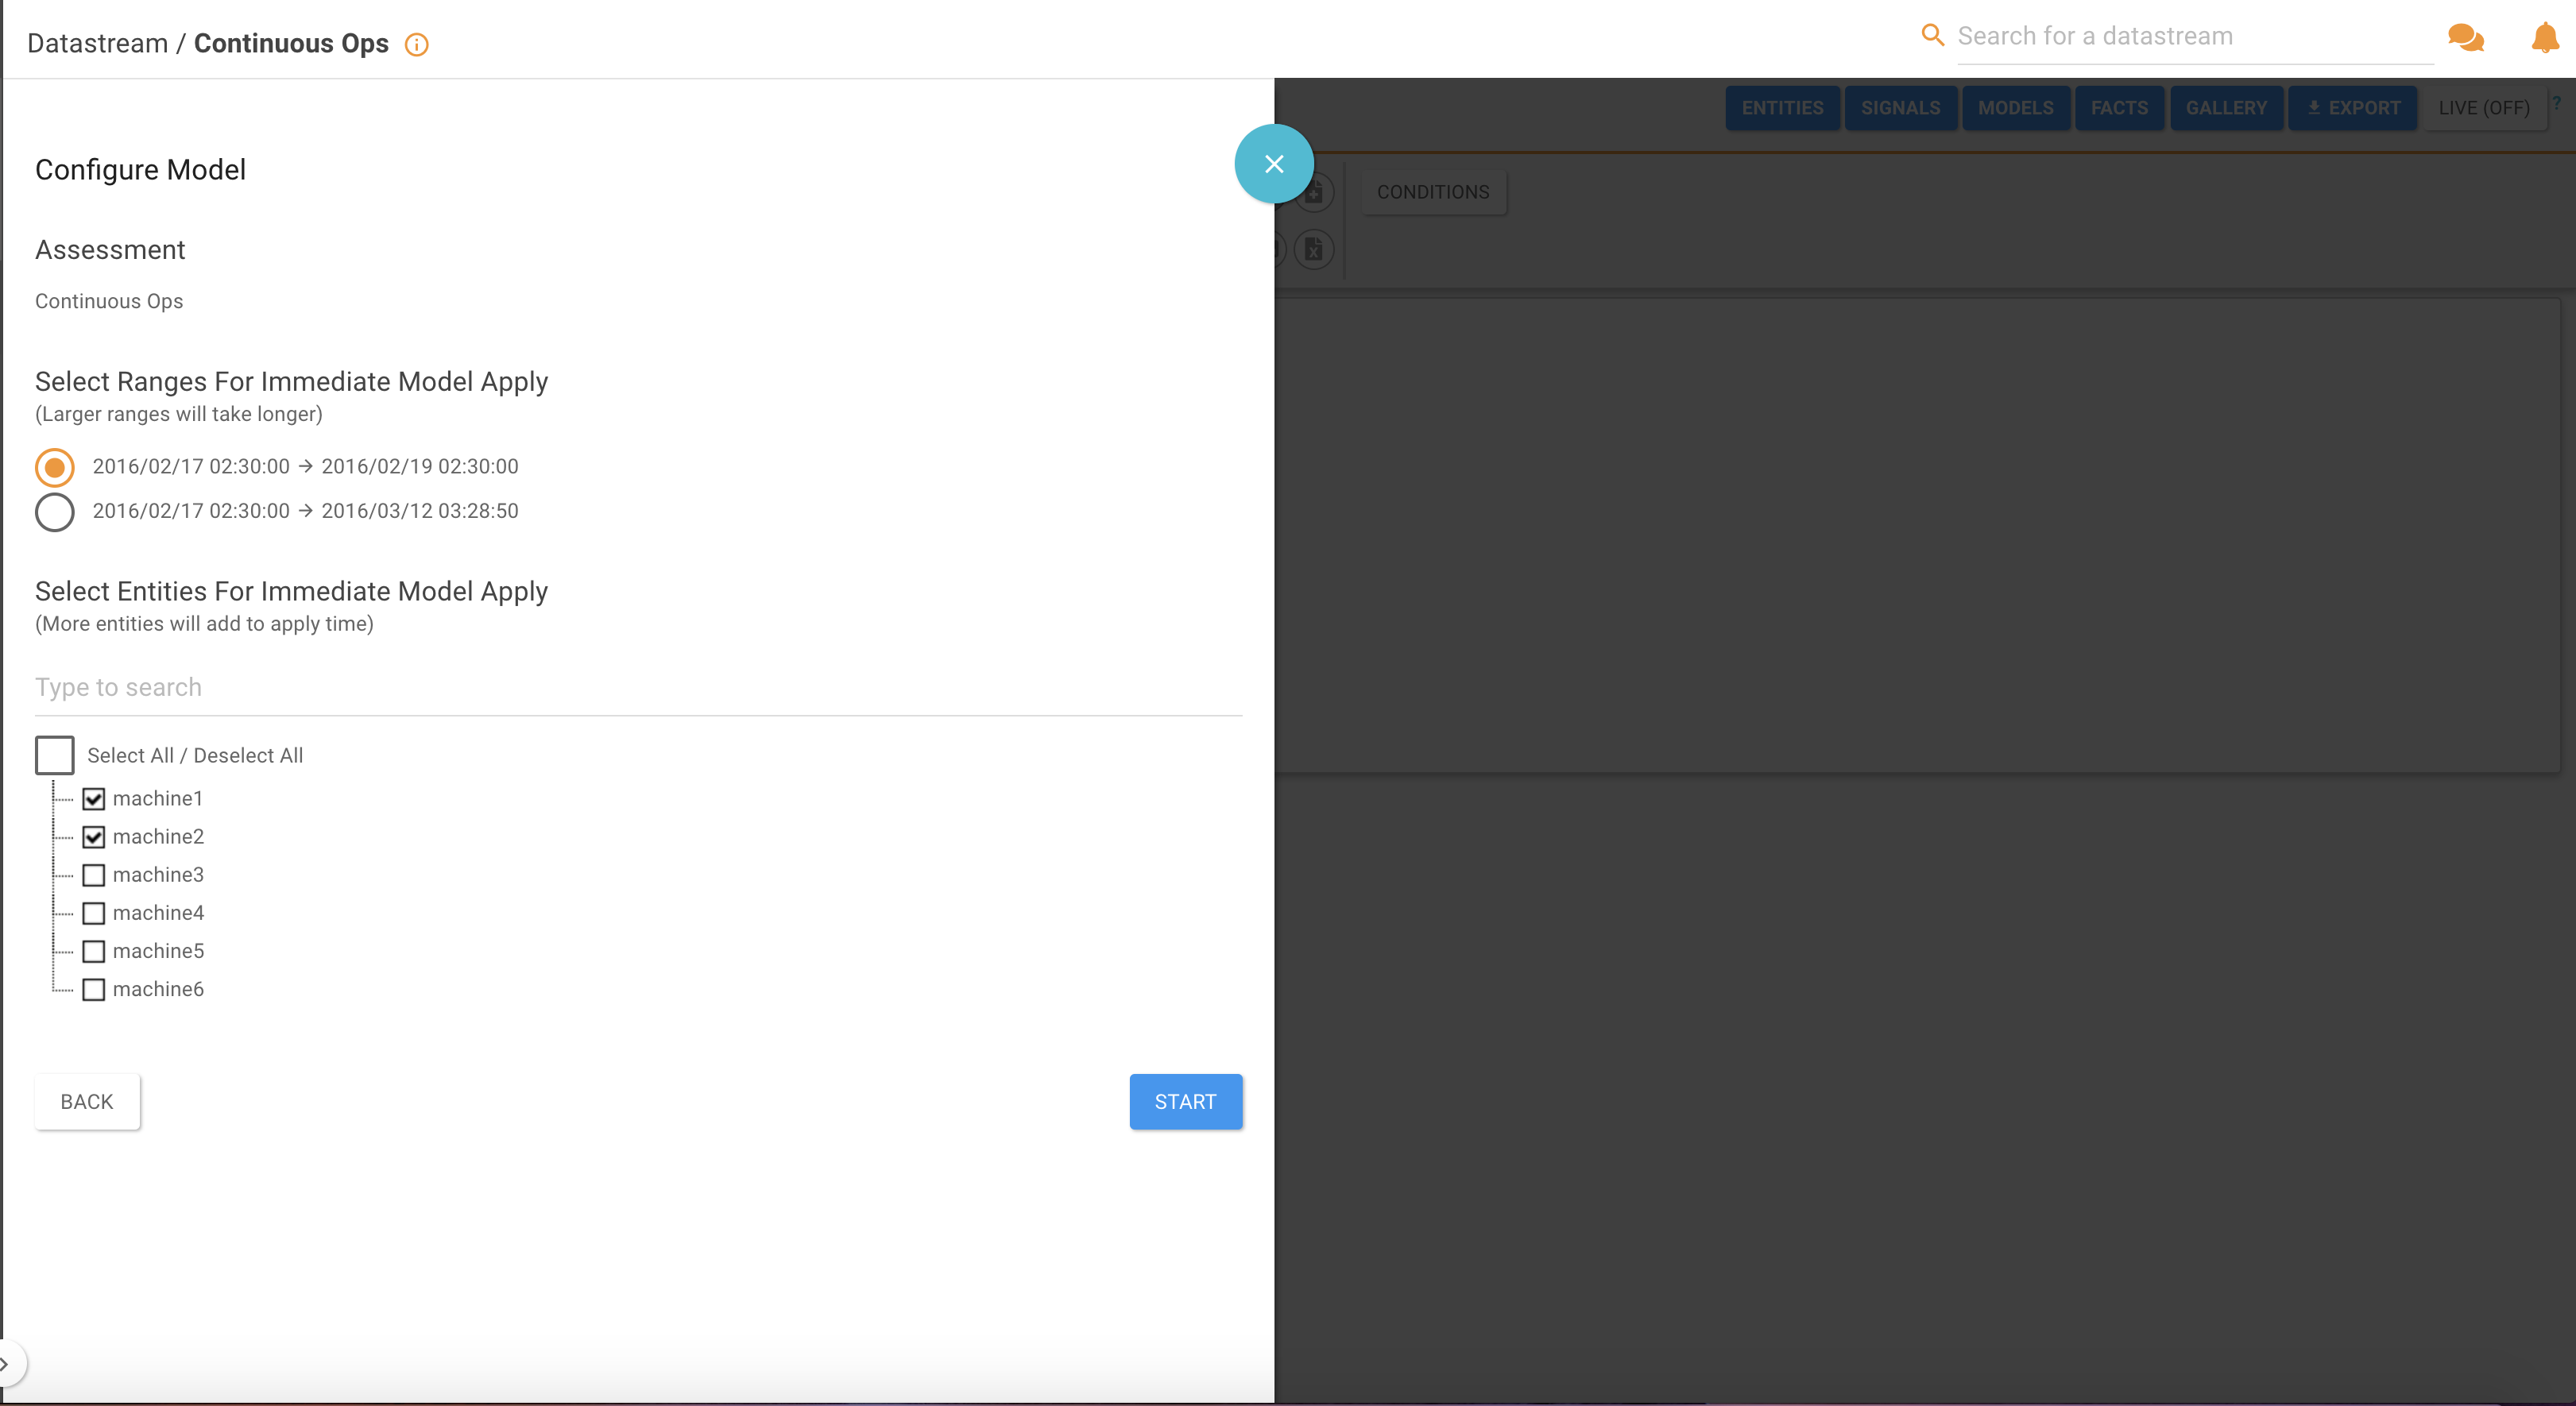 Datastream / Continuous Ops
Search for a datastream
ENTITIES SIGNALS MODELS FACTS GALLERY EXPORT LIVE (OFF) ?
Configure Model
CONDITIONS
Assessment
Continuous Ops
Select Ranges For Immediate Model Apply
(Larger ranges will take longer)
2016/02/17 02:30:00 → 2016/02/19 02:30:00
2016/02/17 02:30:00 → 2016/03/12 03:28:50
Select Entities For Immediate Model Apply
(More entities will add to apply time)
Type to search
Select All / Deselect All
machine1
machine2
machine3
machine4
machine5
machine6
BACK START